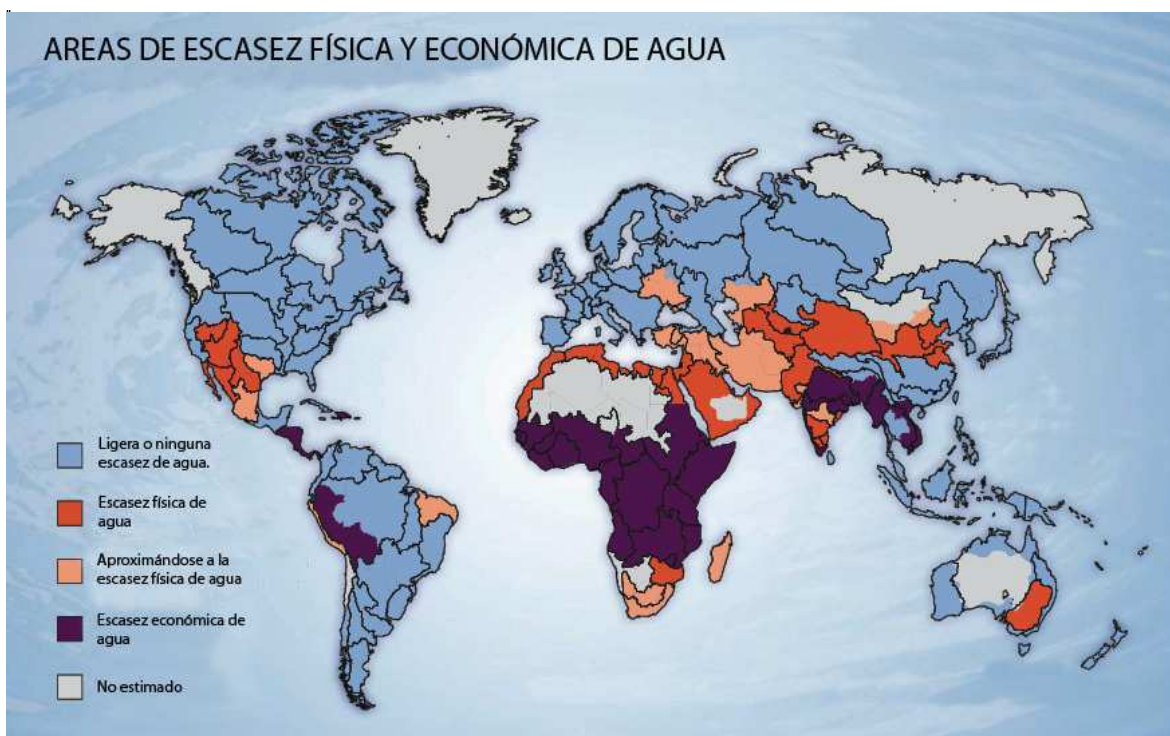 AREAS DE ESCASEZ FÍSICA Y ECONÓMICA DE AGUA
Ligera o ninguna
escasez de agua.
Escasez física de
agua
Aproximándose a la
escasez física de agua
Escasez económica de
agua
No estimado